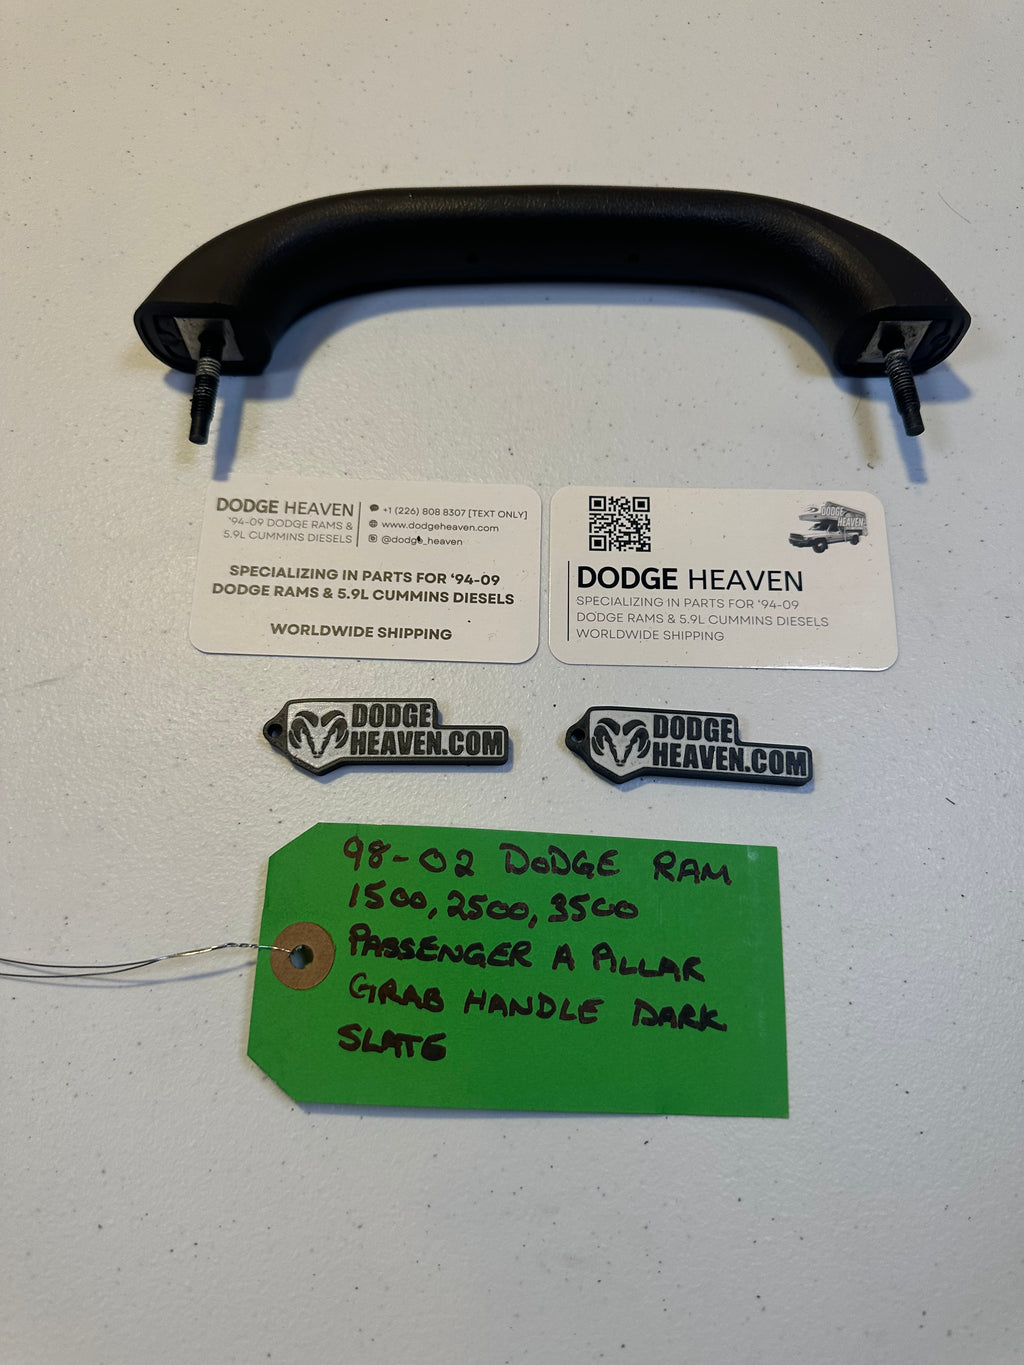 DODGE HEAVEN
'94-09 DODGE RAMS &
5.9L CUMMINS DIESELS
+1 (226) 808 8307 [TEXT ONLY]
www.dodgeheaven.com
@dodge_heaven
SPECIALIZING IN PARTS FOR '94-09
DODGE RAMS & 5.9L CUMMINS DIESELS
WORLDWIDE SHIPPING
DODGE
HEAVEN
DODGE HEAVEN
SPECIALIZING IN PARTS FOR '94-09
DODGE RAMS & 5.9L CUMMINS DIESELS
WORLDWIDE SHIPPING
DODGE
HEAVEN.COM
DODGE
HEAVEN.COM
98-02 DODGE RAM
1500, 2500, 3500
PASSENGER A PILLAR
GRAB HANDLE DARK
SLATE